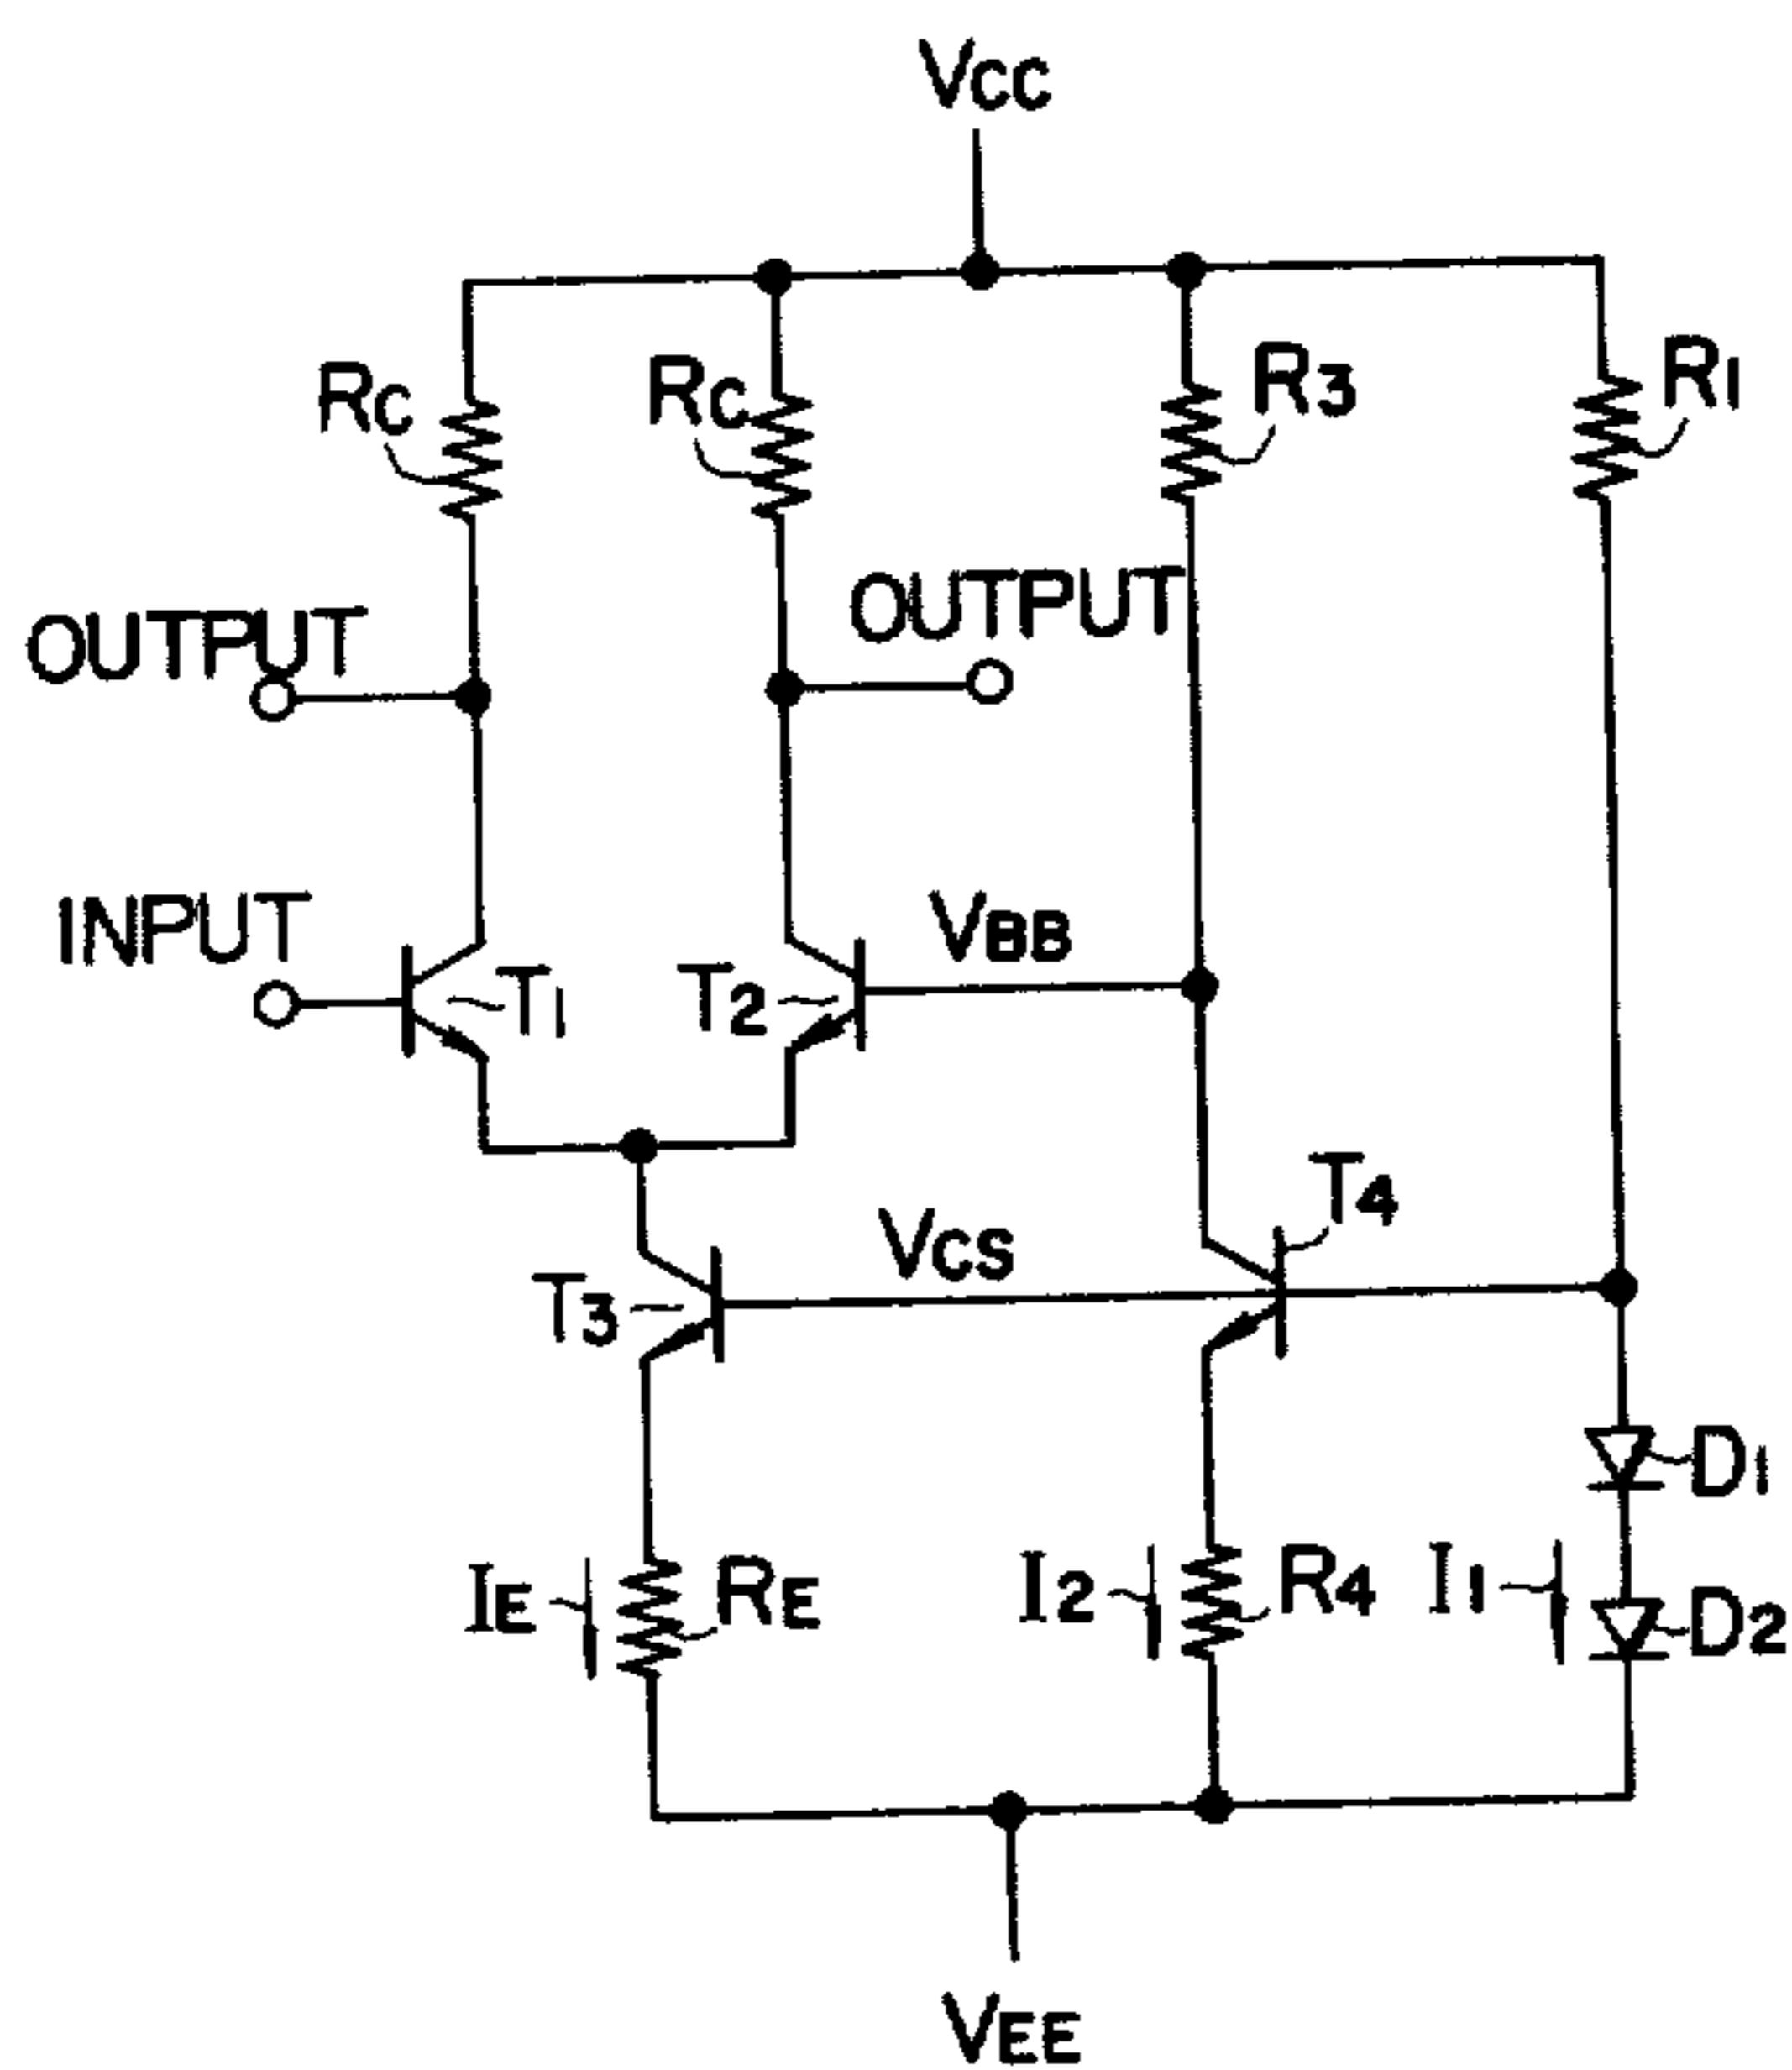 VCC
RC
RC
R3
R1
OUTPUT
OUTPUT
INPUT
VBB
T1
T2
T4
VCS
T3
D1
IE
RE
I2
R4
I1
D2
VEE